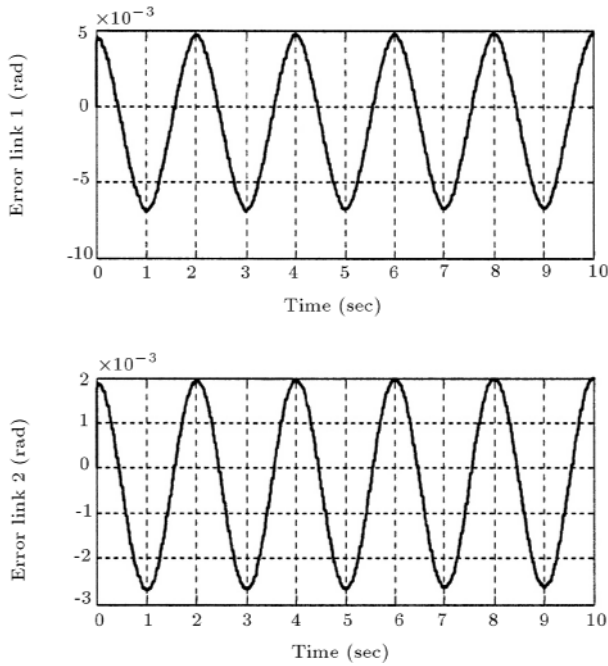 ×10⁻³
5
0
-5
-10
Error link 1 (rad)
0 1 2 3 4 5 6 7 8 9 10
Time (sec)
×10⁻³
2
1
0
-1
-2
-3
Error link 2 (rad)
0 1 2 3 4 5 6 7 8 9 10
Time (sec)